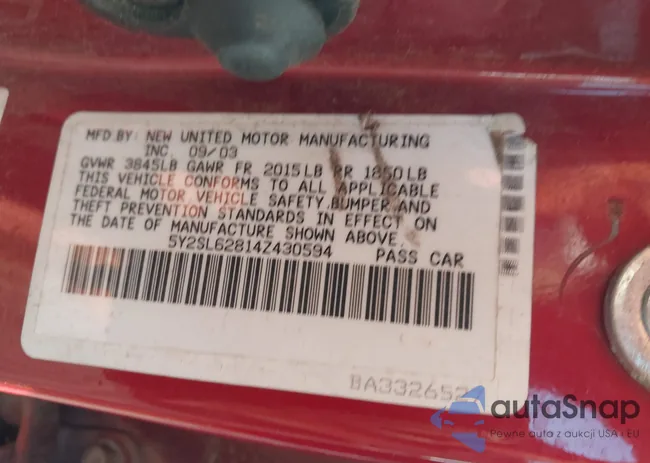 MFD BY: NEW UNITED MOTOR MANUFACTURING
INC. 09/03
GVWR 3845LB GAWR FR 2015LB RR 1850LB
THIS VEHICLE CONFORMS TO ALL APPLICABLE
FEDERAL MOTOR VEHICLE SAFETY,BUMPER,AND
THEFT PREVENTION STANDARDS IN EFFECT ON
THE DATE OF MANUFACTURE SHOWN ABOVE.
5Y2SL62814Z430594 PASS CAR
BA332652
autaSnap
Pewne auta z aukcji USA i EU